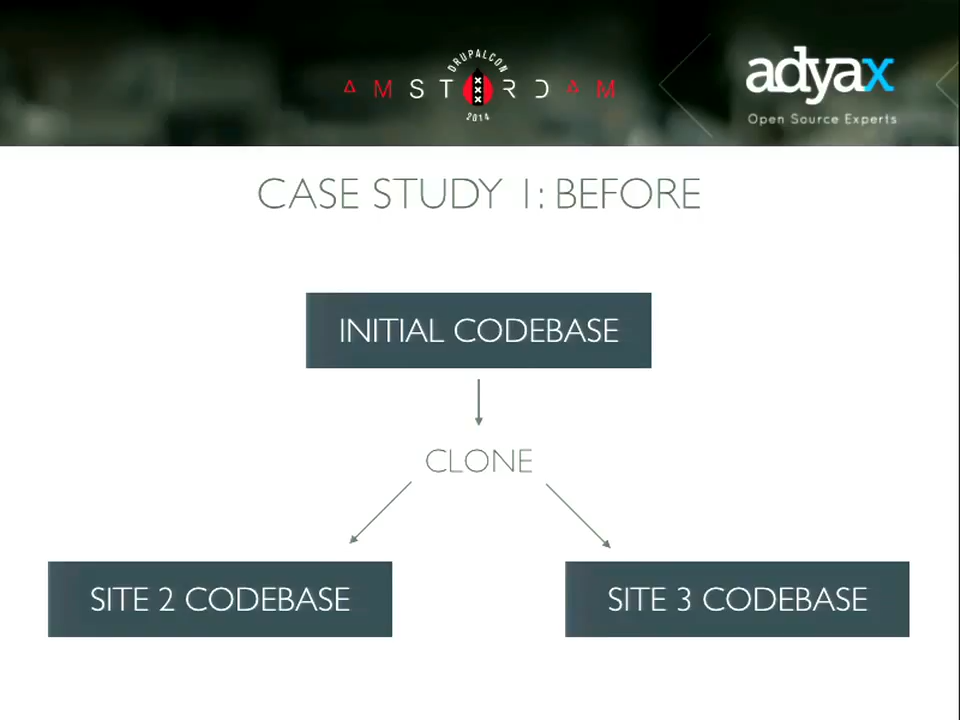 DRUPALCON
AMSTERDAM
2014
adyax
Open Source Experts
CASE STUDY 1: BEFORE
INITIAL CODEBASE
CLONE
SITE 2 CODEBASE
SITE 3 CODEBASE